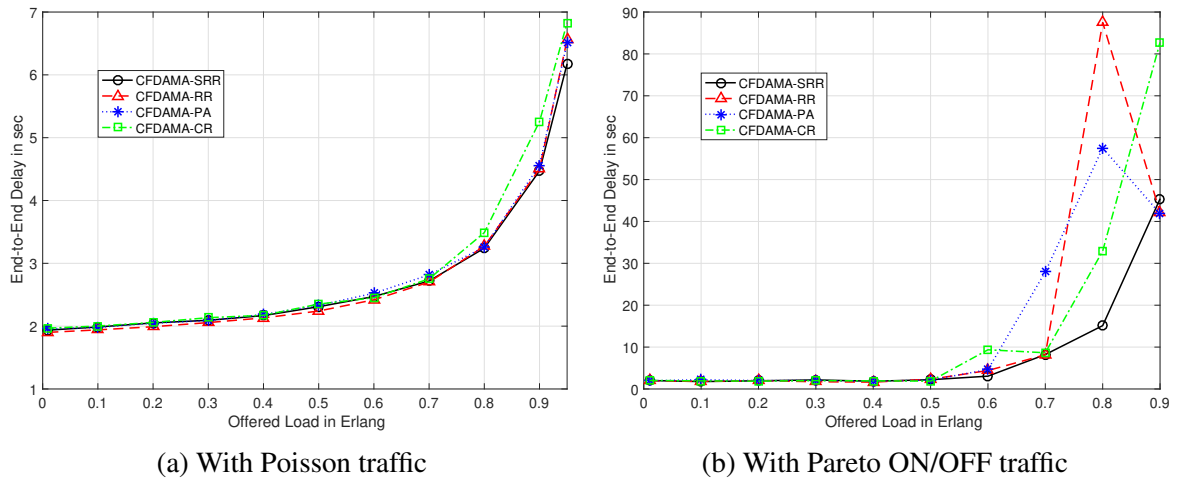 7
6
5
4
3
2
1
End-to-End Delay in sec
CFDAMA-SRR
CFDAMA-RR
CFDAMA-PA
CFDAMA-CR
0 0.1 0.2 0.3 0.4 0.5 0.6 0.7 0.8 0.9
Offered Load in Erlang
(a) With Poisson traffic
90
80
70
60
50
40
30
20
10
0
End-to-End Delay in sec
CFDAMA-SRR
CFDAMA-RR
CFDAMA-PA
CFDAMA-CR
0 0.1 0.2 0.3 0.4 0.5 0.6 0.7 0.8 0.9
Offered Load in Erlang
(b) With Pareto ON/OFF traffic